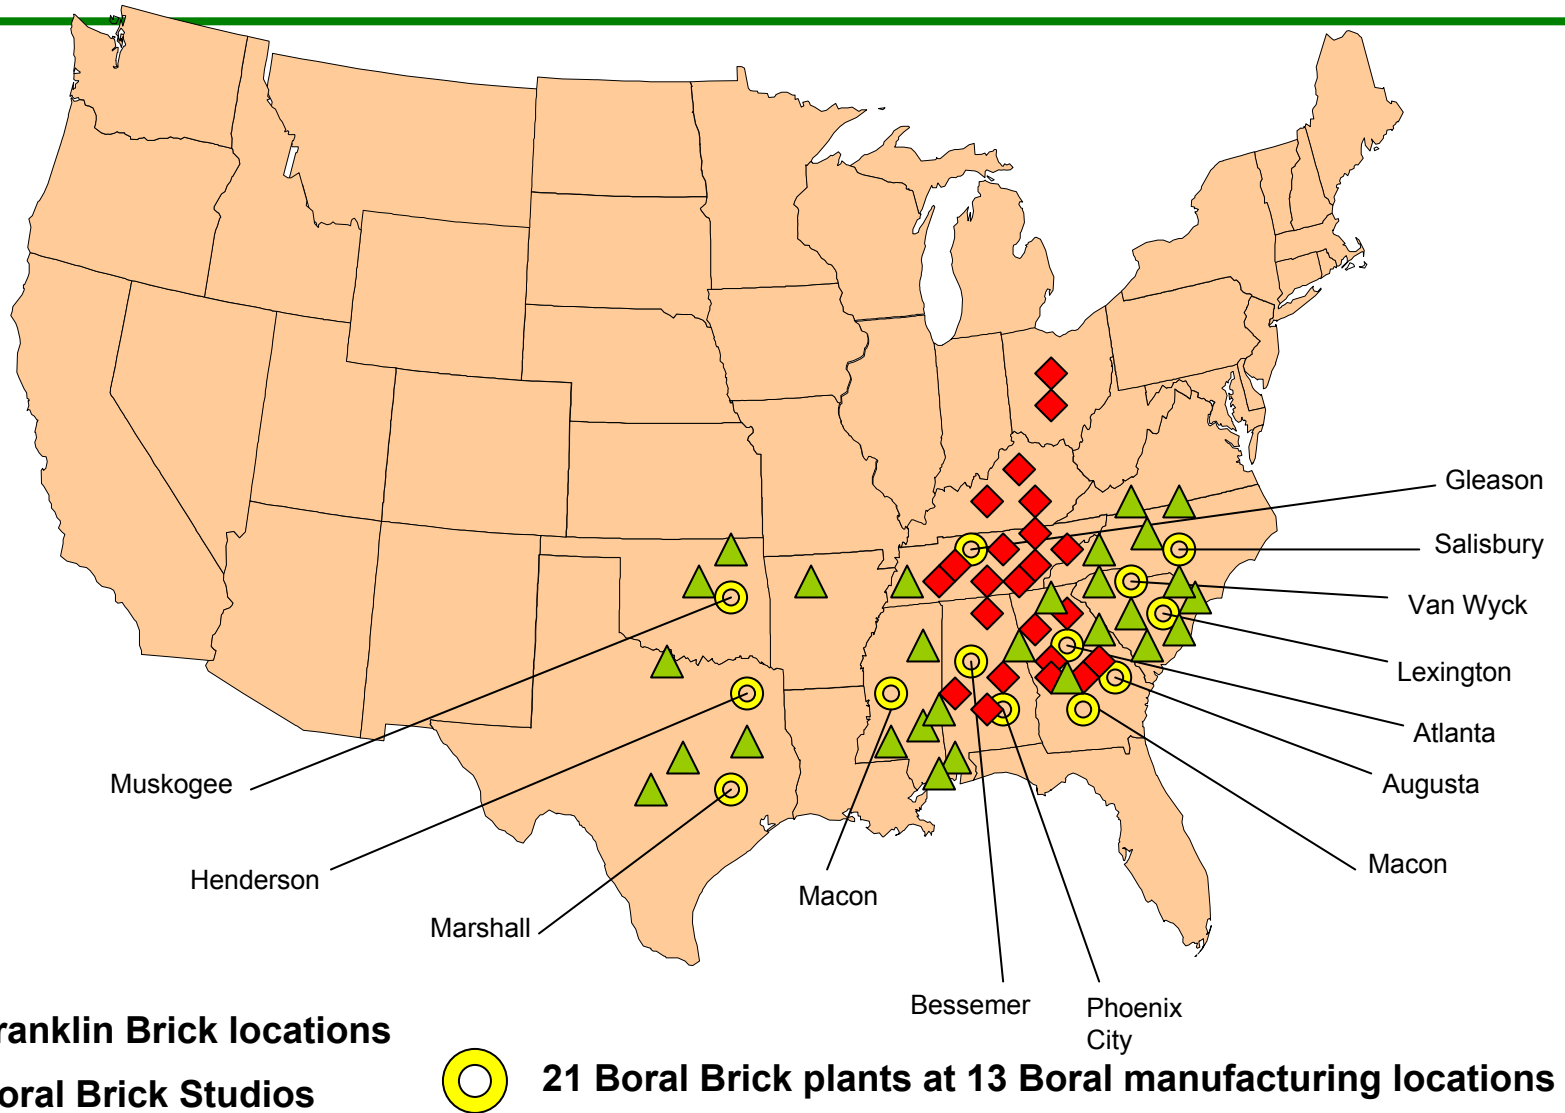 Gleason
Salisbury
Van Wyck
Lexington
Atlanta
Augusta
Macon
Muskogee
Henderson
Marshall
Macon
Bessemer
Phoenix
City
ranklin Brick locations
oral Brick Studios
21 Boral Brick plants at 13 Boral manufacturing locations